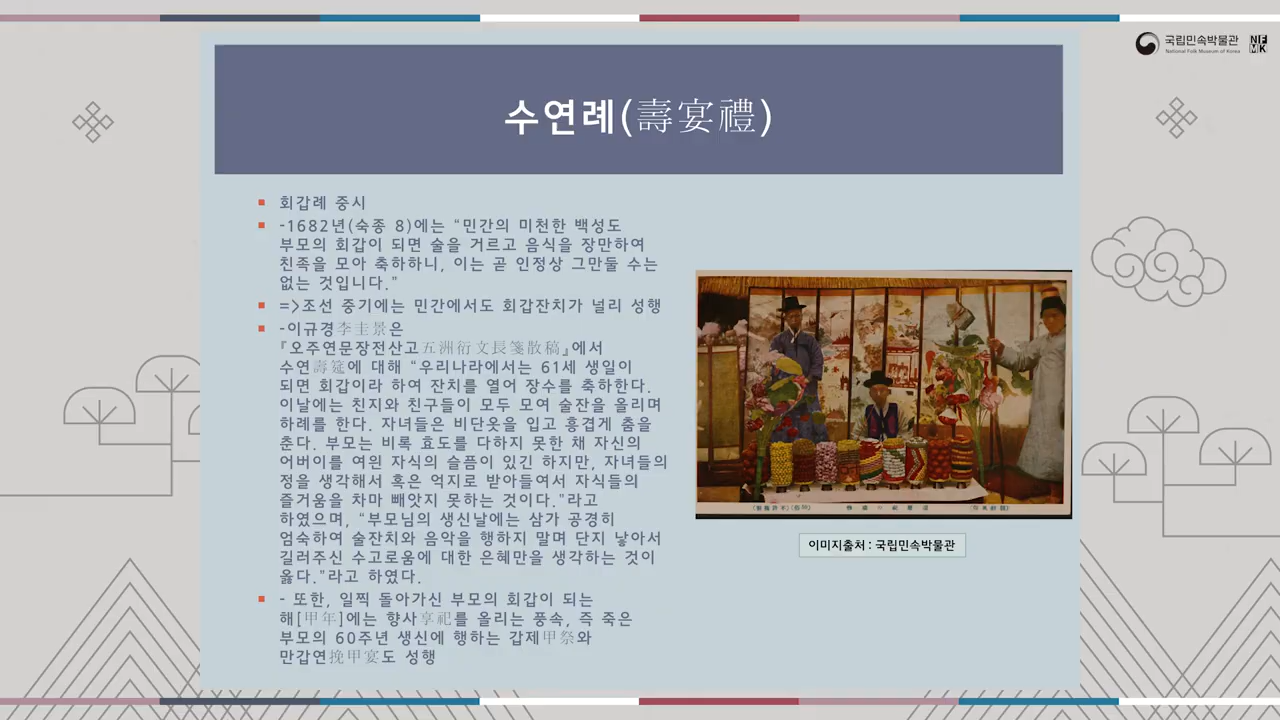 국립민속박물관
National Folk Museum of Korea
NF
MK
수연례(壽宴禮)
회갑례 중시
-1682년(숙종 8)에는 “민간의 미천한 백성도
부모의 회갑이 되면 술을 거르고 음식을 장만하여
친족을 모아 축하하니, 이는 곧 인정상 그만둘 수는
없는 것입니다.”
=>조선 중기에는 민간에서도 회갑잔치가 널리 성행
-이규경李圭景은
『오주연문장전산고五洲衍文長箋散稿』에서
수연壽筵에 대해 “우리나라에서는 61세 생일이
되면 회갑이라 하여 잔치를 열어 장수를 축하한다.
이날에는 친지와 친구들이 모두 모여 술잔을 올리며
하례를 한다. 자녀들은 비단옷을 입고 흥겹게 춤을
춘다. 부모는 비록 효도를 다하지 못한 채 자신의
어버이를 여읜 자식의 슬픔이 있긴 하지만, 자녀들의
정을 생각해서 혹은 억지로 받아들여서 자식들의
즐거움을 차마 빼앗지 못하는 것이다.”라고
하였으며, “부모님의 생신날에는 삼가 공경히
엄숙하여 술잔치와 음악을 행하지 말며 단지 낳아서
길러주신 수고로움에 대한 은혜만을 생각하는 것이
옳다.”라고 하였다.
- 또한, 일찍 돌아가신 부모의 회갑이 되는
해[甲年]에는 향사享祀를 올리는 풍속, 즉 죽은
부모의 60주년 생신에 행하는 갑제甲祭와
만갑연挽甲宴도 성행
이미지출처 : 국립민속박물관